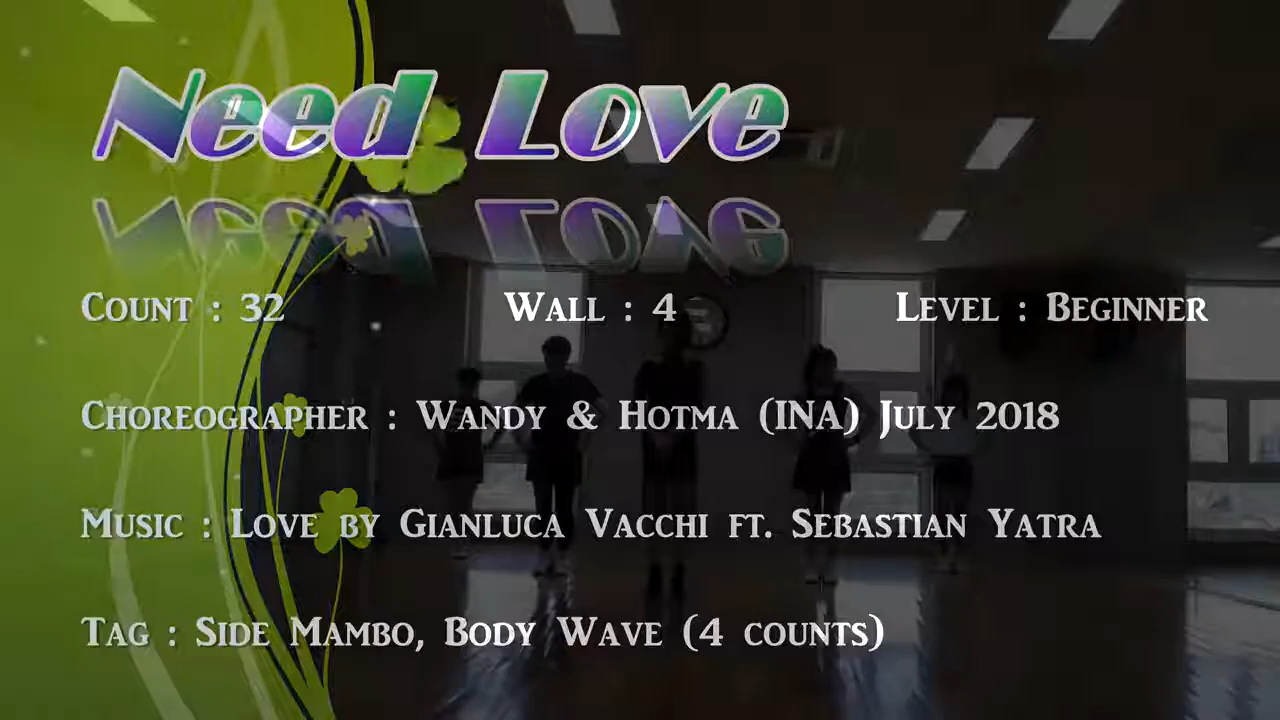 Need Love
Count : 32 Wall : 4 Level : Beginner
Choreographer : Wandy & Hotma (INA) July 2018
Music : Love by Gianluca Vacchi ft. Sebastian Yatra
Tag : Side Mambo, Body Wave (4 counts)